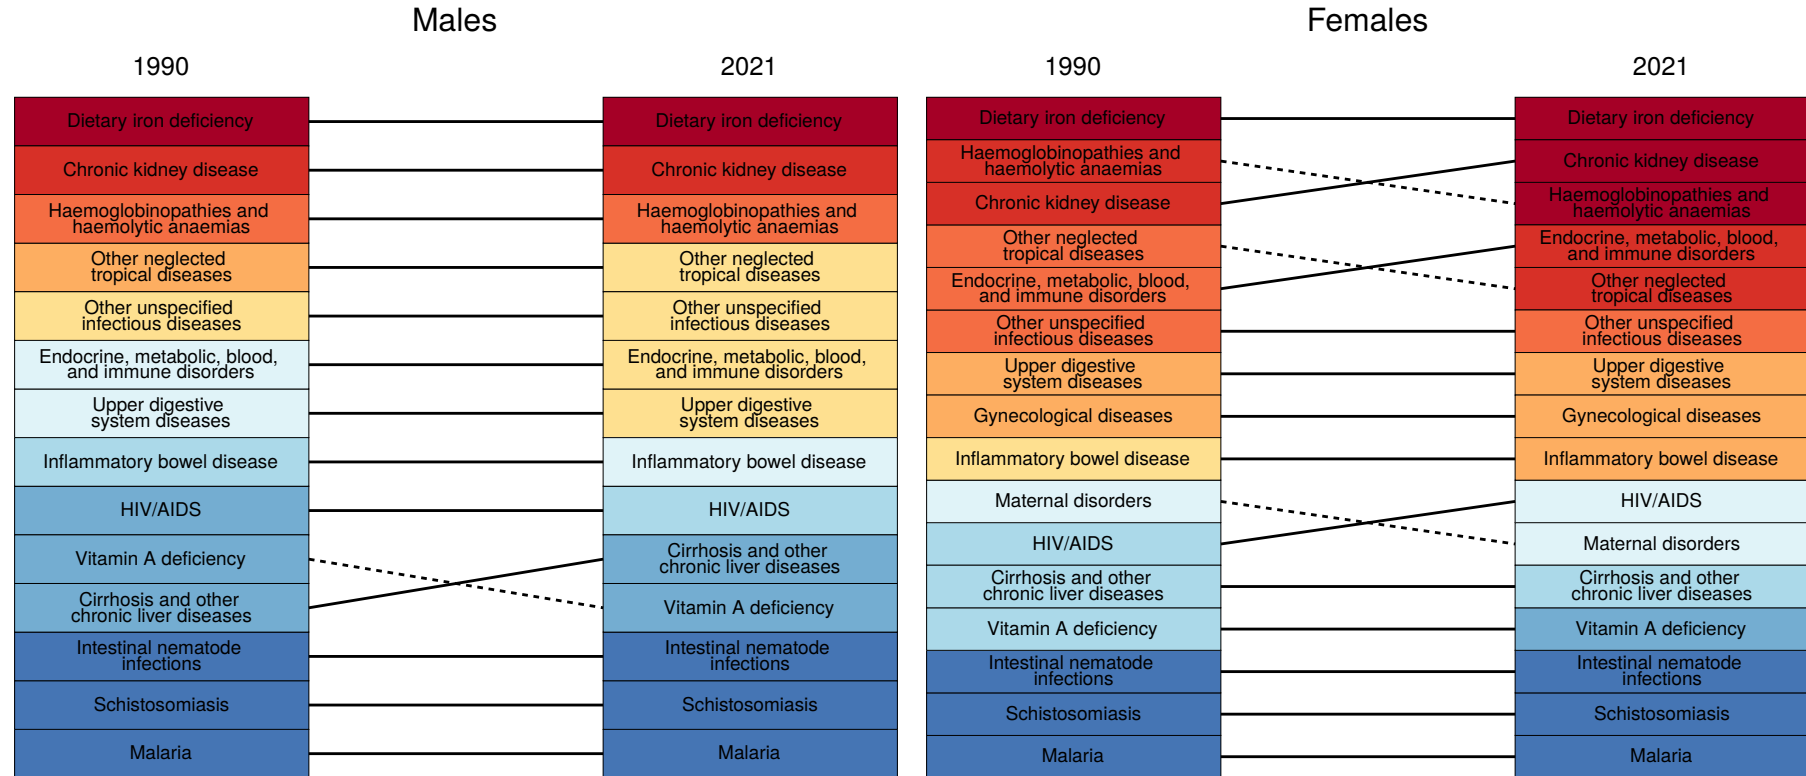 Males
1990
2021
Dietary iron deficiency
Chronic kidney disease
Haemoglobinopathies and
haemolytic anaemias
Other neglected
tropical diseases
Other unspecified
infectious diseases
Endocrine, metabolic, blood,
and immune disorders
Upper digestive
system diseases
Inflammatory bowel disease
HIV/AIDS
Vitamin A deficiency
Cirrhosis and other
chronic liver diseases
Intestinal nematode
infections
Schistosomiasis
Malaria
Dietary iron deficiency
Chronic kidney disease
Haemoglobinopathies and
haemolytic anaemias
Other neglected
tropical diseases
Other unspecified
infectious diseases
Endocrine, metabolic, blood,
and immune disorders
Upper digestive
system diseases
Inflammatory bowel disease
HIV/AIDS
Cirrhosis and other
chronic liver diseases
Vitamin A deficiency
Intestinal nematode
infections
Schistosomiasis
Malaria
Females
1990
2021
Dietary iron deficiency
Haemoglobinopathies and
haemolytic anaemias
Chronic kidney disease
Other neglected
tropical diseases
Endocrine, metabolic, blood,
and immune disorders
Other unspecified
infectious diseases
Upper digestive
system diseases
Gynecological diseases
Inflammatory bowel disease
Maternal disorders
HIV/AIDS
Cirrhosis and other
chronic liver diseases
Vitamin A deficiency
Intestinal nematode
infections
Schistosomiasis
Malaria
Dietary iron deficiency
Chronic kidney disease
Haemoglobinopathies and
haemolytic anaemias
Endocrine, metabolic, blood,
and immune disorders
Other neglected
tropical diseases
Other unspecified
infectious diseases
Upper digestive
system diseases
Gynecological diseases
Inflammatory bowel disease
HIV/AIDS
Maternal disorders
Cirrhosis and other
chronic liver diseases
Vitamin A deficiency
Intestinal nematode
infections
Schistosomiasis
Malaria